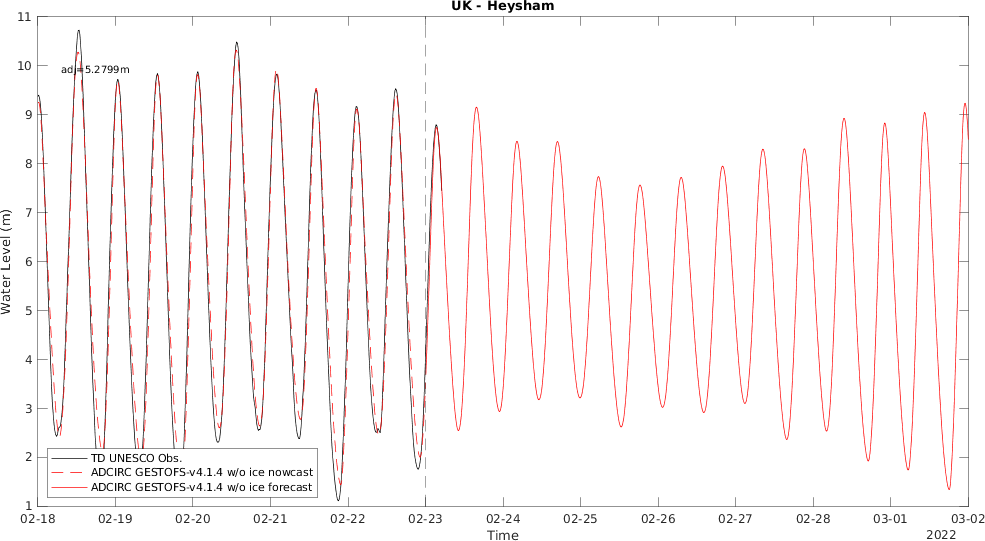 UK - Heysham
11
10
9
8
7
6
5
4
3
2
1
adj=5.2799m
Water Level (m)
TD UNESCO Obs.
ADCIRC GESTOFS-v4.1.4 w/o ice nowcast
ADCIRC GESTOFS-v4.1.4 w/o ice forecast
02-18 02-19 02-20 02-21 02-22 02-23 02-24 02-25 02-26 02-27 02-28 03-01 03-02
Time
2022